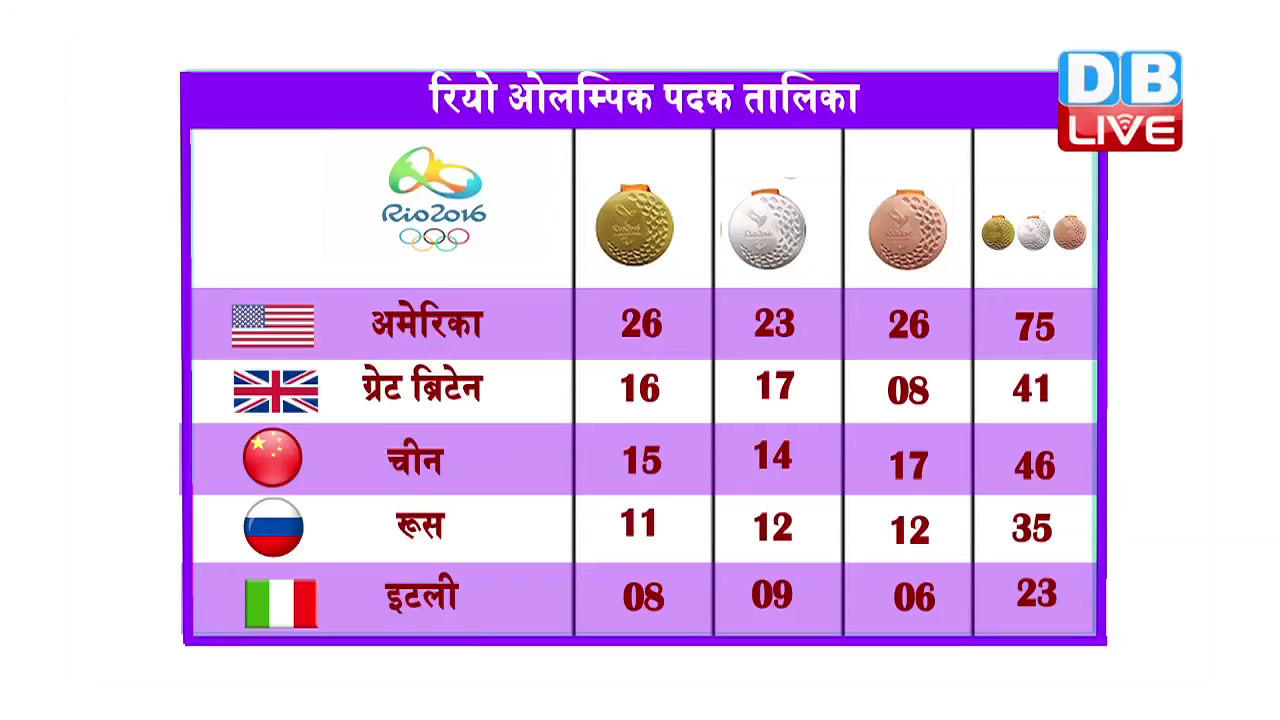 रियो ओलम्पिक पदक तालिका
DB
LIVE
Rio2016
अमेरिका 26 23 26 75
ग्रेट ब्रिटेन 16 17 08 41
चीन 15 14 17 46
रूस 11 12 12 35
इटली 08 09 06 23